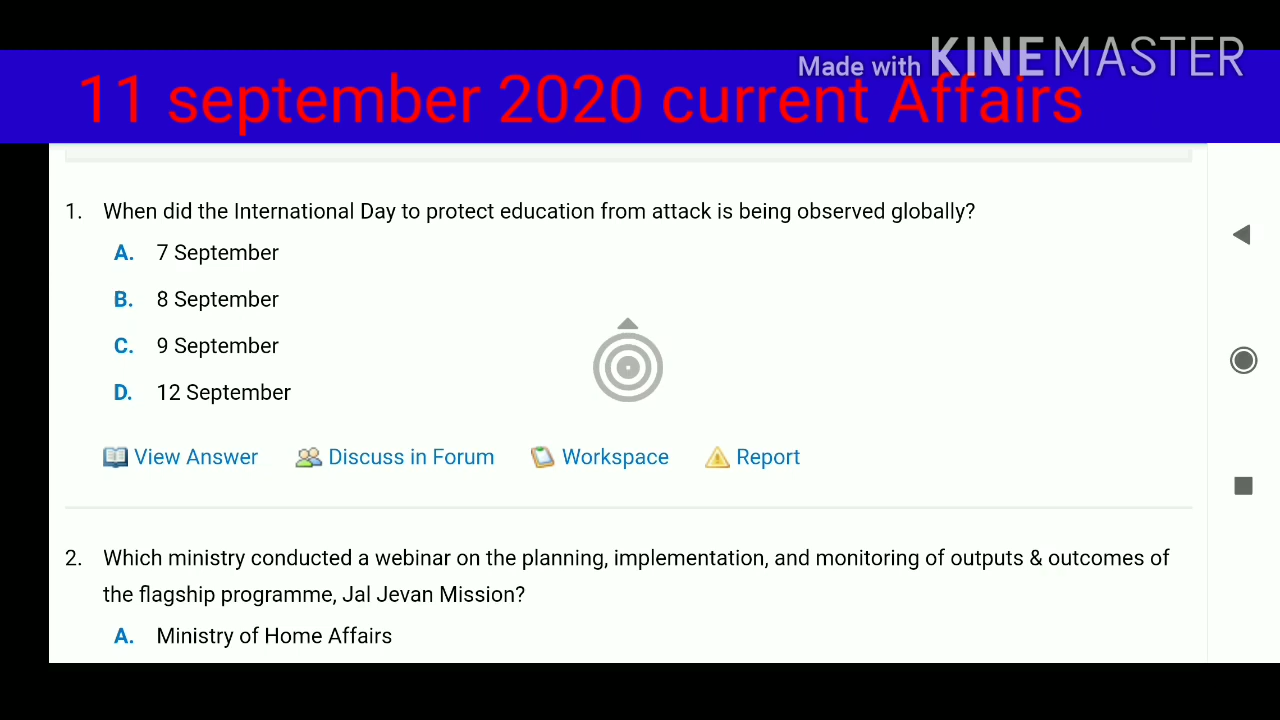 Made with KINEMASTER
11 september 2020 current Affairs
1. When did the International Day to protect education from attack is being observed globally?
A. 7 September
B. 8 September
C. 9 September
D. 12 September
View Answer Discuss in Forum Workspace Report
2. Which ministry conducted a webinar on the planning, implementation, and monitoring of outputs & outcomes of
the flagship programme, Jal Jevan Mission?
A. Ministry of Home Affairs